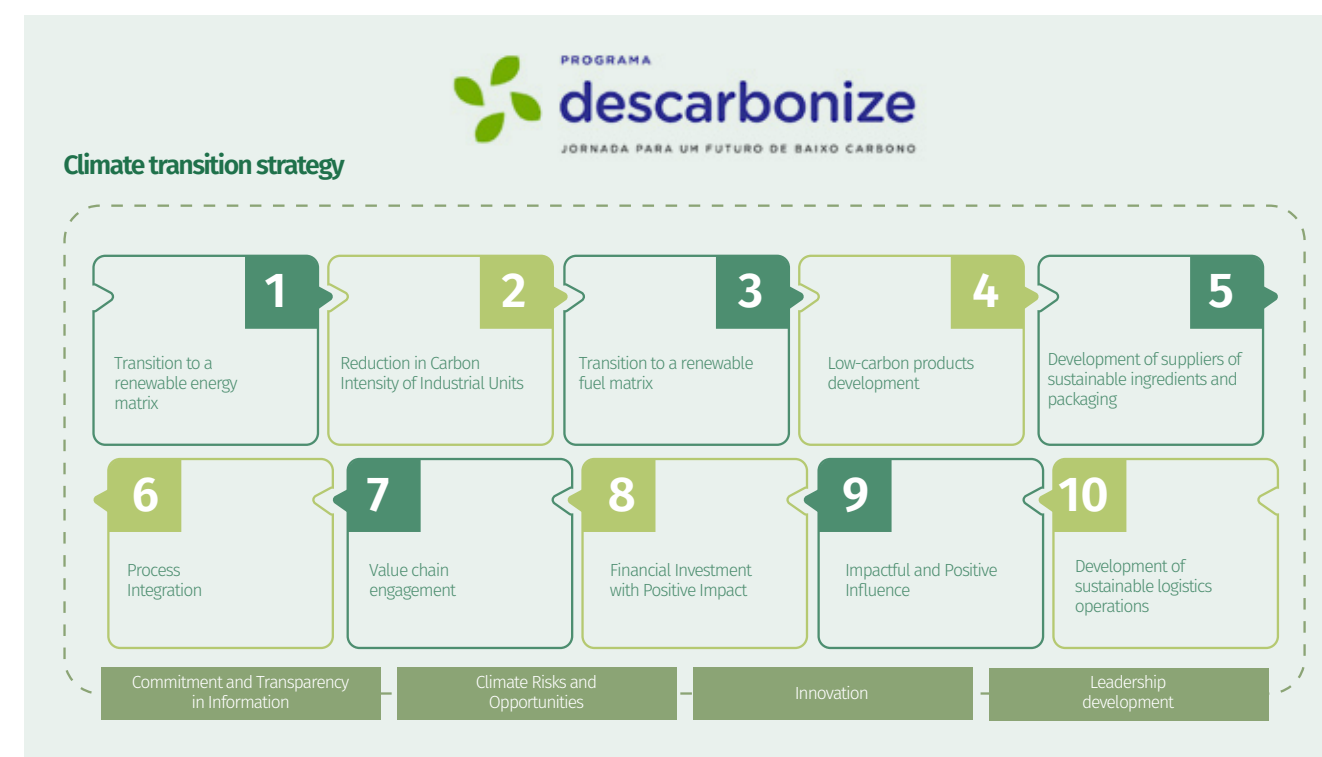 PROGRAMA
descarbonize
JORNADA PARA UM FUTURO DE BAIXO CARBONO
Climate transition strategy
1
Transition to a
renewable energy
matrix
2
Reduction in Carbon
Intensity of Industrial Units
3
Transition to a renewable
fuel matrix
4
Low-carbon products
development
5
Development of suppliers of
sustainable ingredients and
packaging
6
Process
Integration
7
Value chain
engagement
8
Financial Investment
with Positive Impact
9
Impactful and Positive
Influence
10
Development of
sustainable logistics
operations
Commitment and Transparency
in Information
Climate Risks and
Opportunities
Innovation
Leadership
development